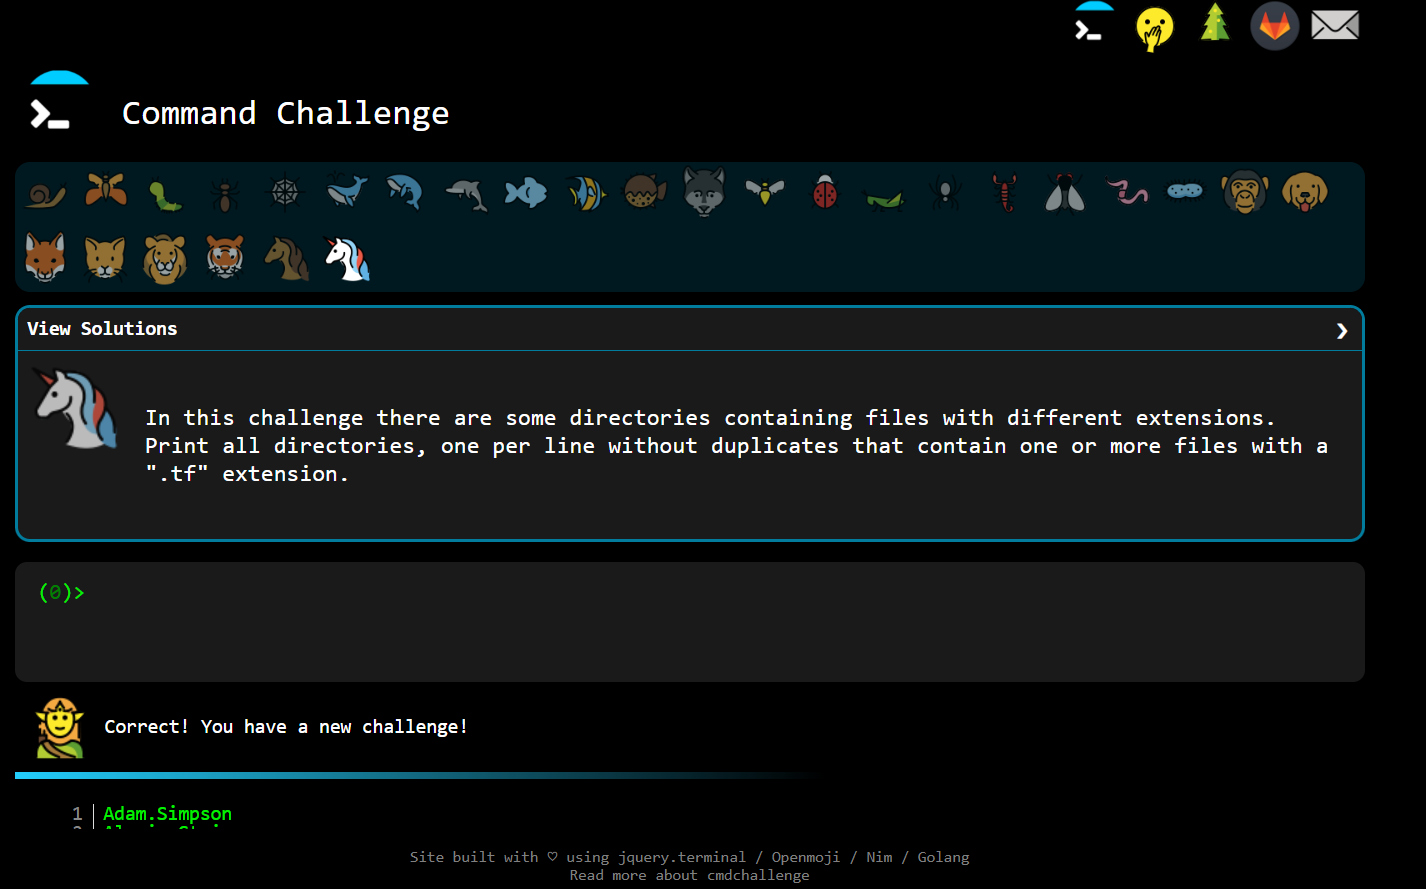 Command Challenge
View Solutions
In this challenge there are some directories containing files with different extensions.
Print all directories, one per line without duplicates that contain one or more files with a
".tf" extension.
(0)>
Correct! You have a new challenge!
1 Adam.Simpson
Site built with ♡ using jquery.terminal / Openmoji / Nim / Golang
Read more about cmdchallenge